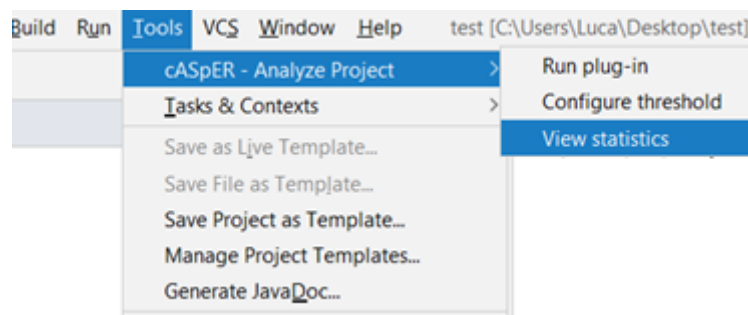 Build Run Tools VCS Window Help test [C:\Users\Luca\Desktop\test]
cASpER - Analyze Project >
Run plug-in
Tasks & Contexts >
Configure threshold
Save as Live Template...
View statistics
Save File as Template...
Save Project as Template...
Manage Project Templates...
Generate JavaDoc...